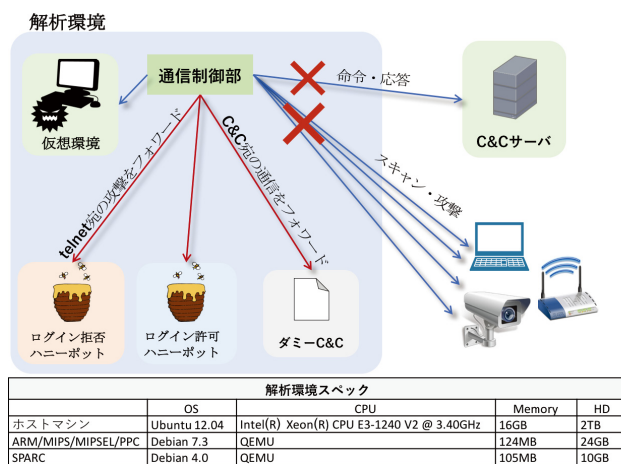 解析環境
通信制御部
仮想環境
命令・応答
C&Cサーバ
スキャン・攻撃
telnet宛の攻撃をフォワード
C&C宛の通信をフォワード
ログイン拒否
ハニーポット
ログイン許可
ハニーポット
ダミーC&C
解析環境スペック
OS CPU Memory HD
ホストマシン Ubuntu 12.04 Intel(R) Xeon(R) CPU E3-1240 V2 @ 3.40GHz 16GB 2TB
ARM/MIPS/MIPSEL/PPC Debian 7.3 QEMU 124MB 24GB
SPARC Debian 4.0 QEMU 105MB 10GB